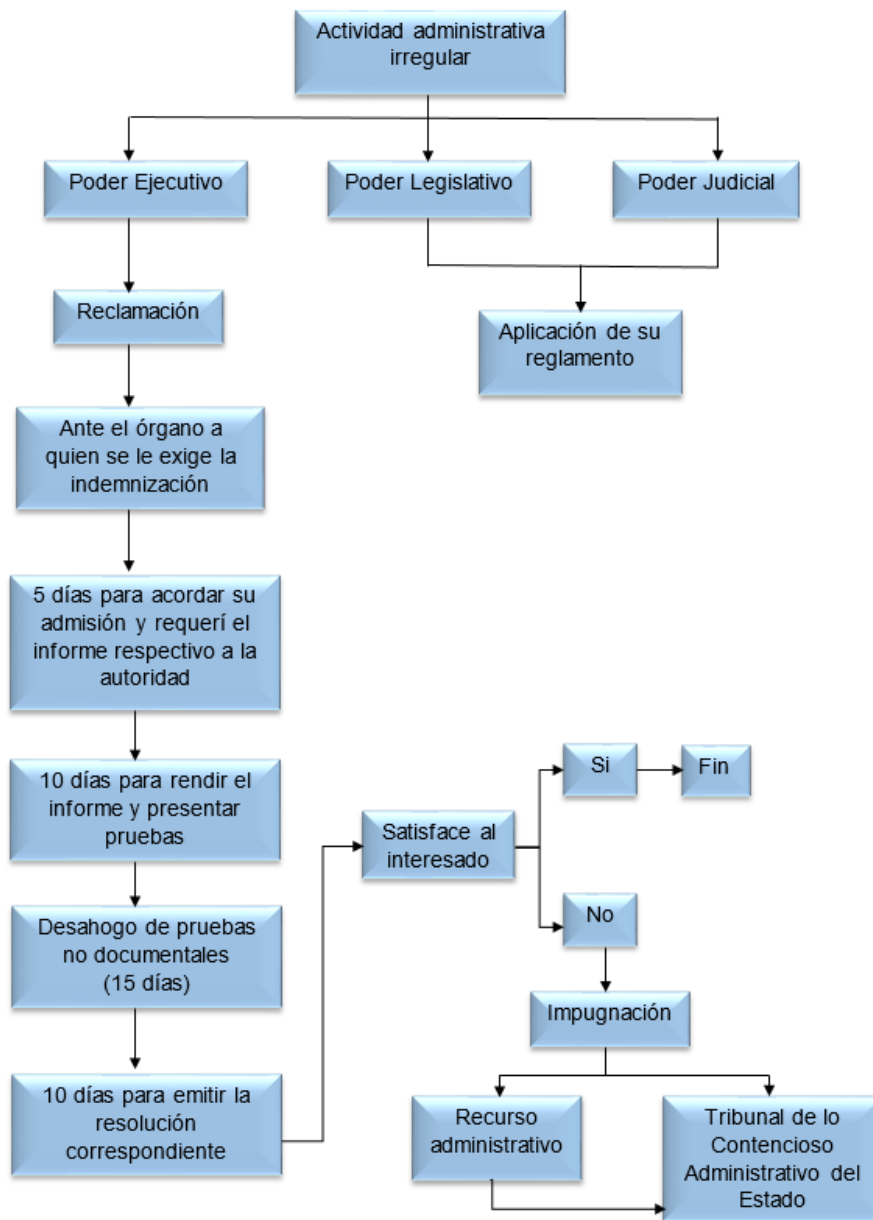 Actividad administrativa
irregular
Poder Ejecutivo
Poder Legislativo
Poder Judicial
Reclamación
Aplicación de su
reglamento
Ante el órgano a
quien se le exige la
indemnización
5 días para acordar su
admisión y requerí el
informe respectivo a la
autoridad
10 días para rendir el
informe y presentar
pruebas
Desahogo de pruebas
no documentales
(15 días)
10 días para emitir la
resolución
correspondiente
Satisface al
interesado
Si
Fin
No
Impugnación
Recurso
administrativo
Tribunal de lo
Contencioso
Administrativo del
Estado